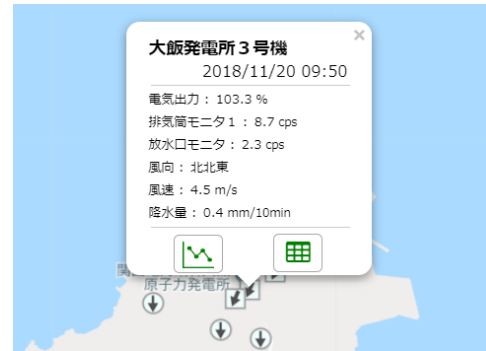 大飯発電所３号機
×
2018/11/20 09:50
電気出力： 103.3 %
排気筒モニタ１ ： 8.7 cps
放水口モニタ： 2.3 cps
風向： 北北東
風速： 4.5 m/s
降水量： 0.4 mm/10min
原子力発電所